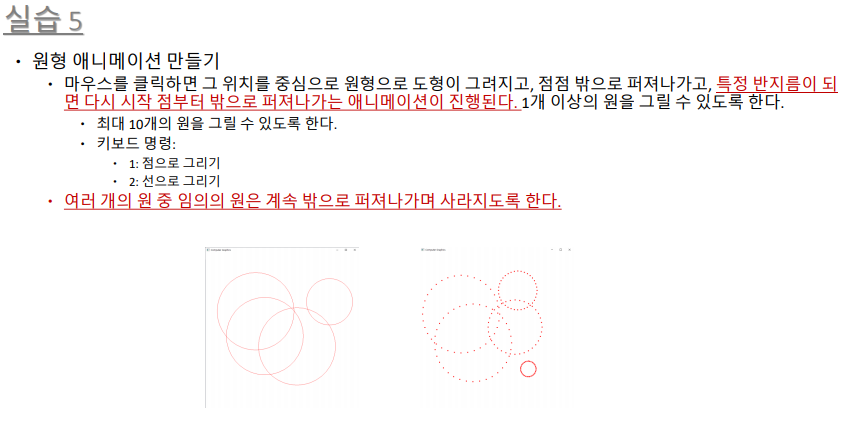 실습 5
• 원형 애니메이션 만들기
• 마우스를 클릭하면 그 위치를 중심으로 원형으로 도형이 그려지고, 점점 밖으로 퍼져나가고, 특정 반지름이 되
면 다시 시작 점부터 밖으로 퍼져나가는 애니메이션이 진행된다. 1개 이상의 원을 그릴 수 있도록 한다.
• 최대 10개의 원을 그릴 수 있도록 한다.
• 키보드 명령:
• 1: 점으로 그리기
• 2: 선으로 그리기
• 여러 개의 원 중 임의의 원은 계속 밖으로 퍼져나가며 사라지도록 한다.